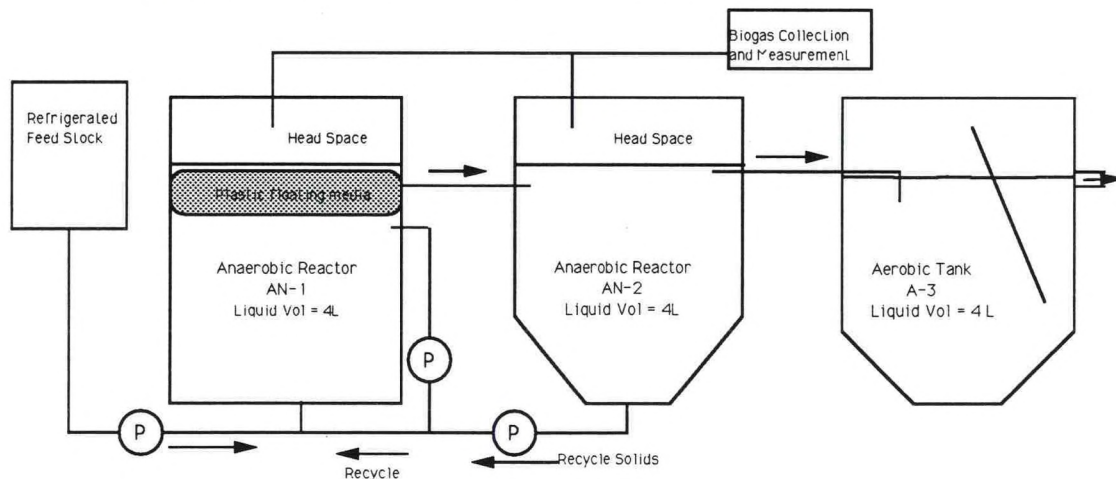 Biogas Collection
and Measurement
Refrigerated
Feed Stock
Head Space
Head Space
Plastic floating media
Anaerobic Reactor
AN-1
Liquid Vol = 4L
Anaerobic Reactor
AN-2
Liquid Vol = 4L
Aerobic Tank
A-3
Liquid Vol = 4 L
P
P
P
Recycle
Recycle Solids